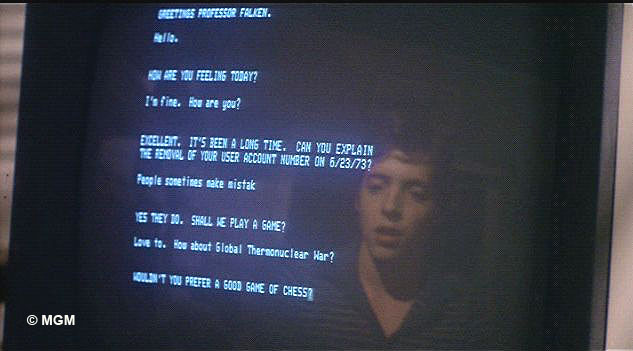 GREETINGS PROFESSOR FALKEN.
Hello.
HOW ARE YOU FEELING TODAY?
I'm fine. How are you?
EXCELLENT. IT'S BEEN A LONG TIME. CAN YOU EXPLAIN
THE REMOVAL OF YOUR USER ACCOUNT NUMBER ON 6/23/73?
People sometimes make mistak
YES THEY DO. SHALL WE PLAY A GAME?
Love to. How about Global Thermonuclear War?
WOULDN'T YOU PREFER A GOOD GAME OF CHESS?
© MGM